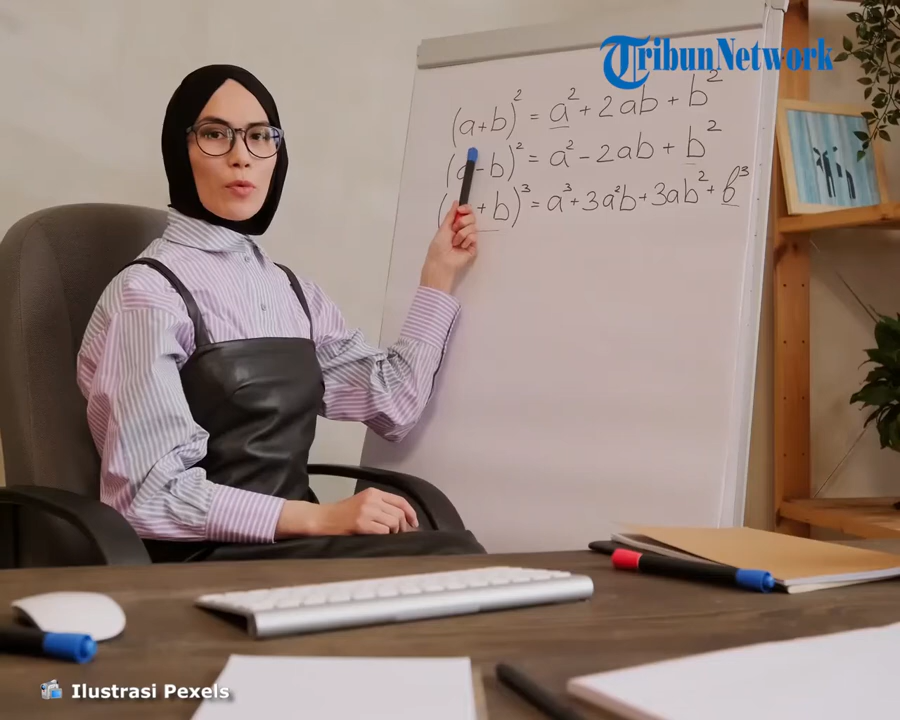 TribunNetwork
(a+b)² = a² + 2ab + b²
(a-b)² = a² - 2ab + b²
( + b)³ = a³ + 3a²b + 3ab² + b³
Ilustrasi Pexels